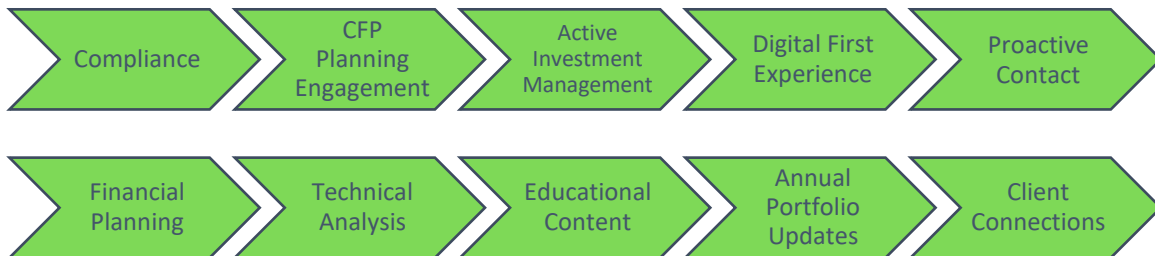 Compliance
CFP
Planning
Engagement
Active
Investment
Management
Digital First
Experience
Proactive
Contact
Financial
Planning
Technical
Analysis
Educational
Content
Annual
Portfolio
Updates
Client
Connections